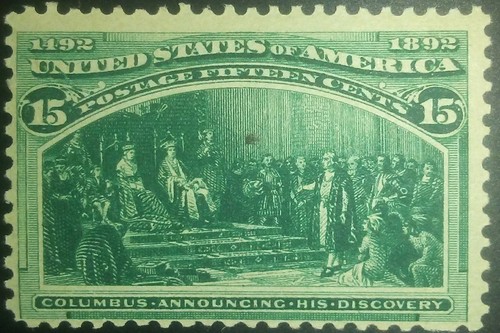 1492 1892
UNITED STATES OF AMERICA
POSTAGE FIFTEEN CENTS
15 15
COLUMBUS · ANNOUNCING · HIS · DISCOVERY